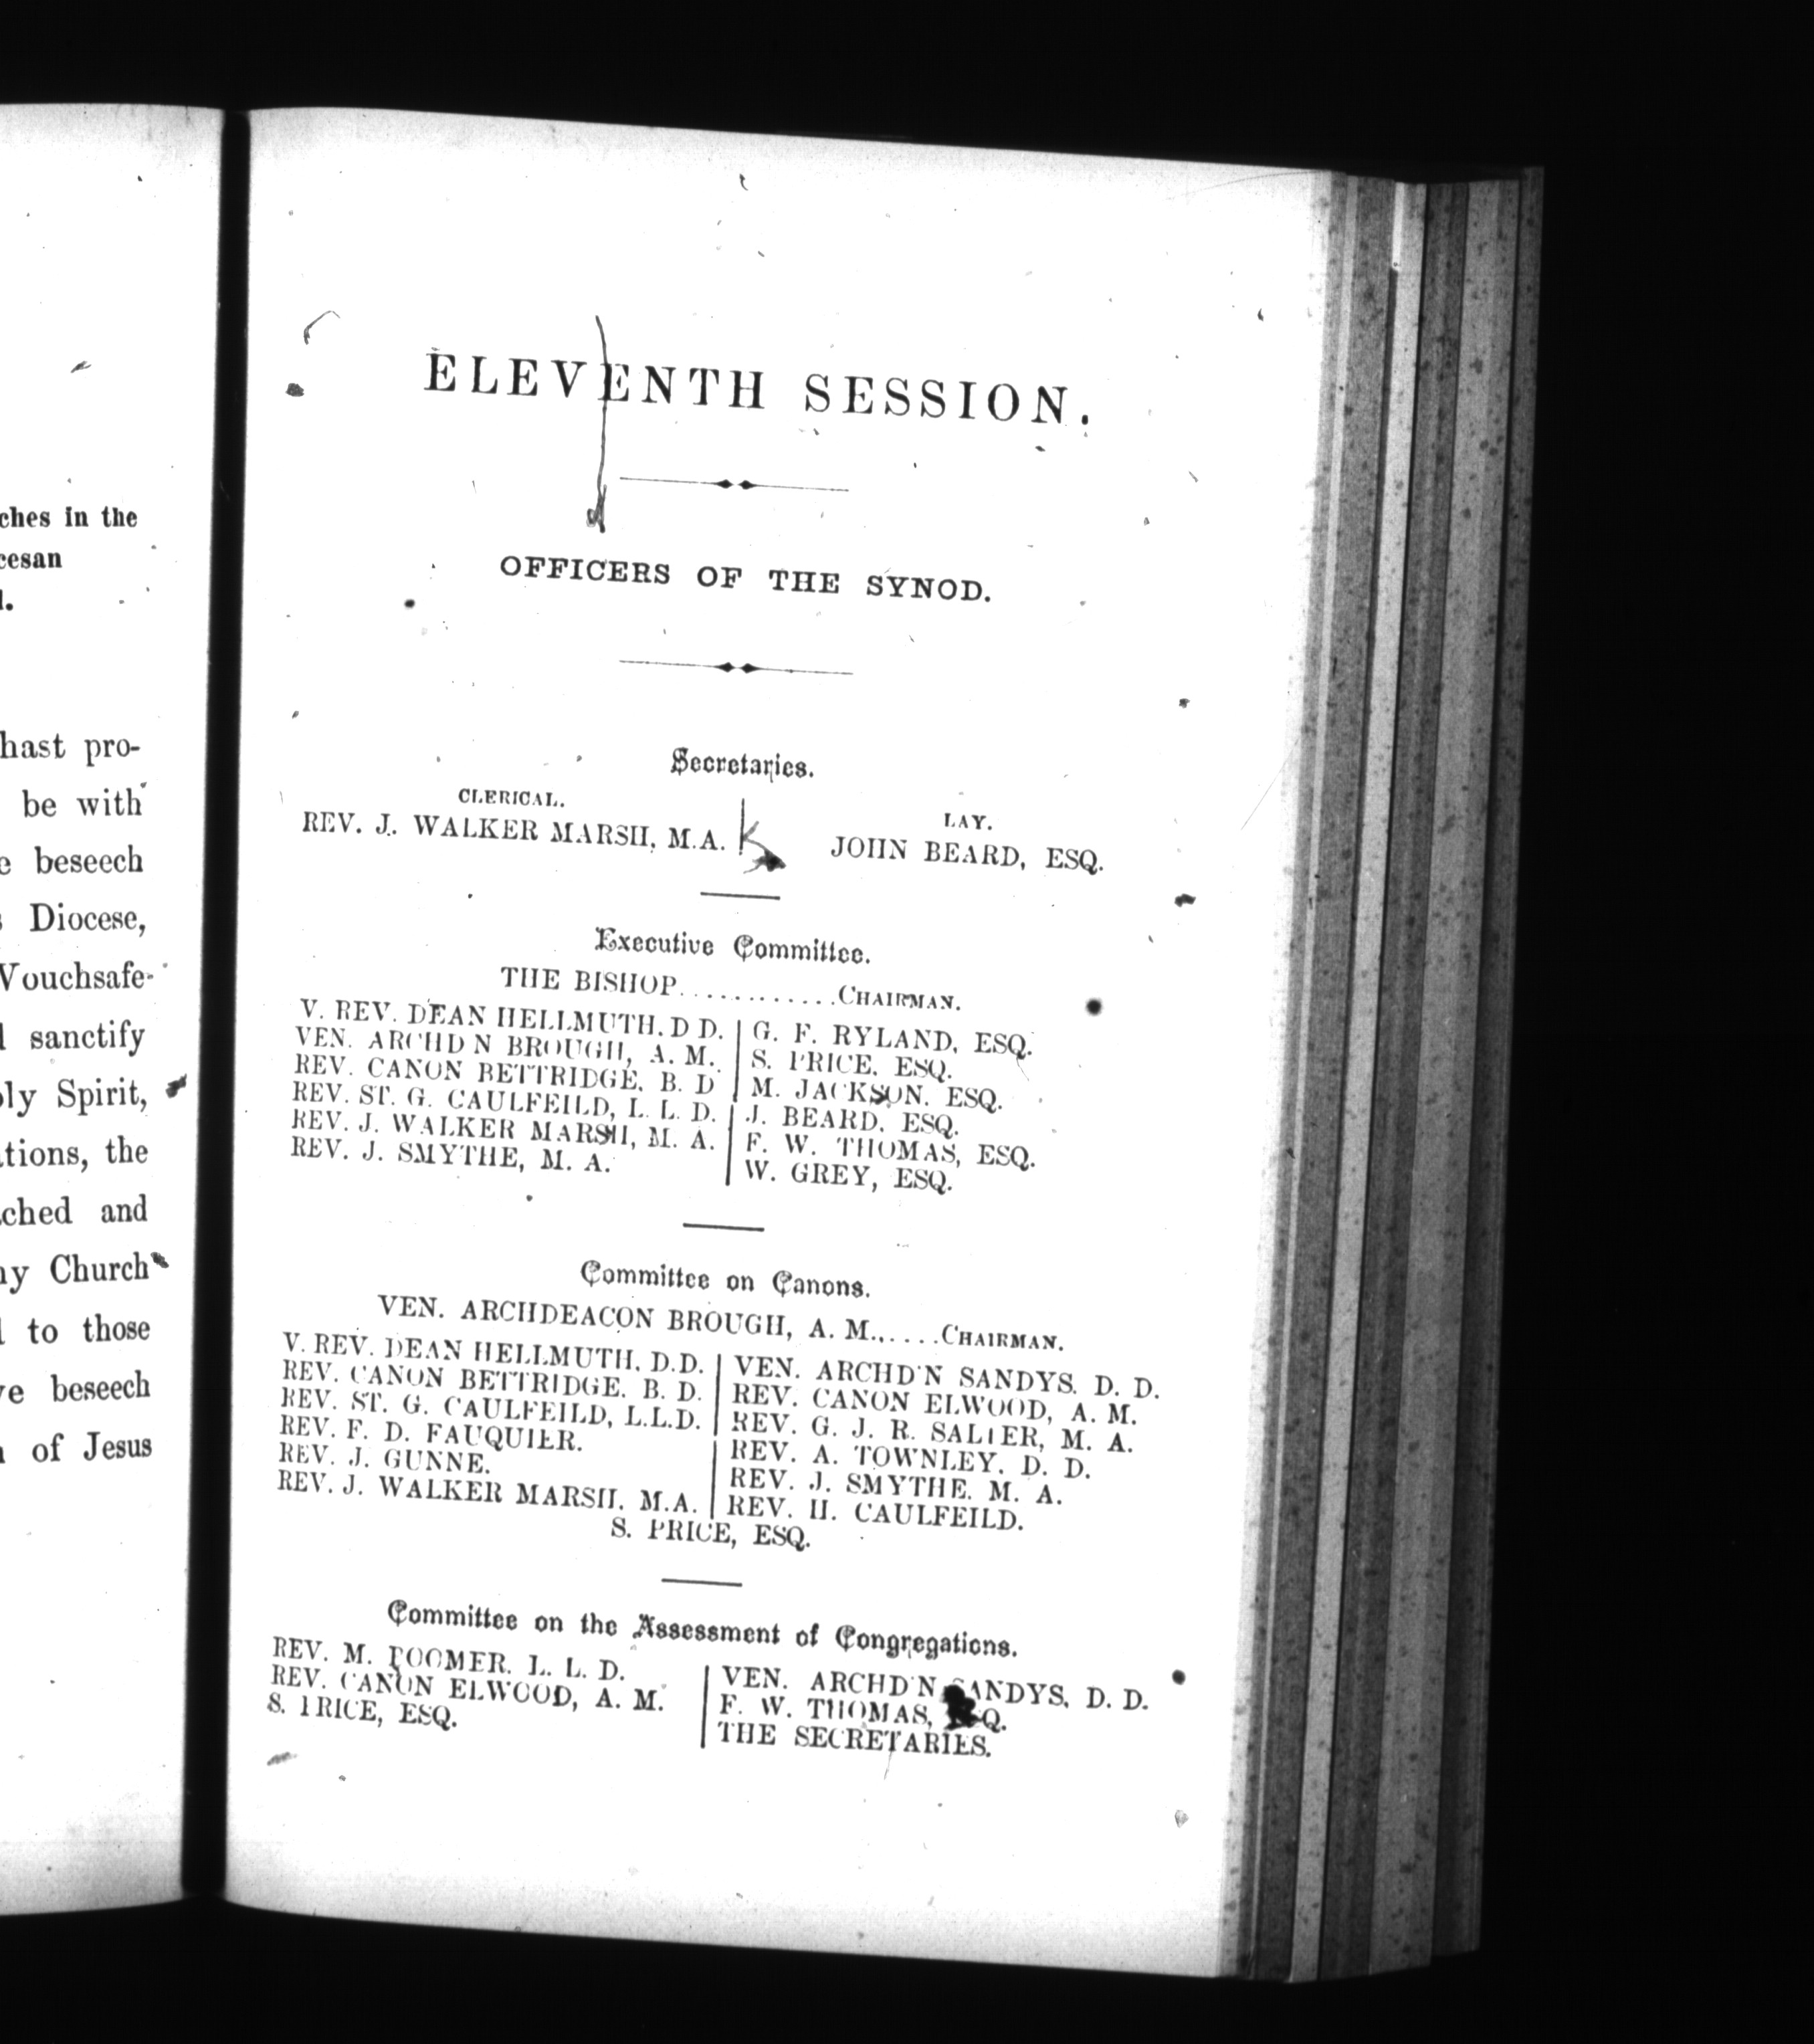 ches in the
cesan
hast pro-
be with
beseech
Diocese,
Vouchsafe
sanctify
Spirit,
the
and
Church
to those
beseech
of Jesus
ELEVENTH SESSION.
OFFICERS OF THE SYNOD.
Secretaries.
CLERICAL.
LAY.
REV. J. WALKER MARSH, M.A.
JOHN BEARD, ESQ.
Executive Committee.
THE BISHOP............CHAIRMAN.
V. REV. DEAN HELLMUTH. D D.
VEN. ARCHD N BROUGH, A. M.
REV. CANON BETTRIDGE. B. D
REV. ST. G. CAULFEILD, L. L. D.
REV. J. WALKER MARSH, M. A.
REV. J. SMYTHE, M. A.
G. F. RYLAND, ESQ.
S. PRICE, ESQ.
M. JACKSON. ESQ.
J. BEARD, ESQ.
F. W. THOMAS, ESQ.
W. GREY, ESQ.
Committee on Canons.
VEN. ARCHDEACON BROUGH, A. M.,....CHAIRMAN.
V. REV. DEAN HELLMUTH. D.D.
REV. CANON BETTRIDGE. B. D.
REV. ST. G. CAULFEILD, L.L.D.
REV. F. D. FAUQUIER.
REV. J. GUNNE.
REV. J. WALKER MARSH. M.A.
VEN. ARCHD'N SANDYS. D. D.
REV. CANON ELWOOD, A. M.
REV. G. J. R. SALTER, M. A.
REV. A. TOWNLEY. D. D.
REV. J. SMYTHE. M. A.
REV. H. CAULFEILD.
S. PRICE, ESQ.
Committee on the Assessment of Congregations.
REV. M. BOOMER. L. L. D.
REV. CANON ELWOOD, A. M.
S. PRICE, ESQ.
VEN. ARCHD'N SANDYS, D. D.
F. W. THOMAS, ESQ.
THE SECRETARIES.